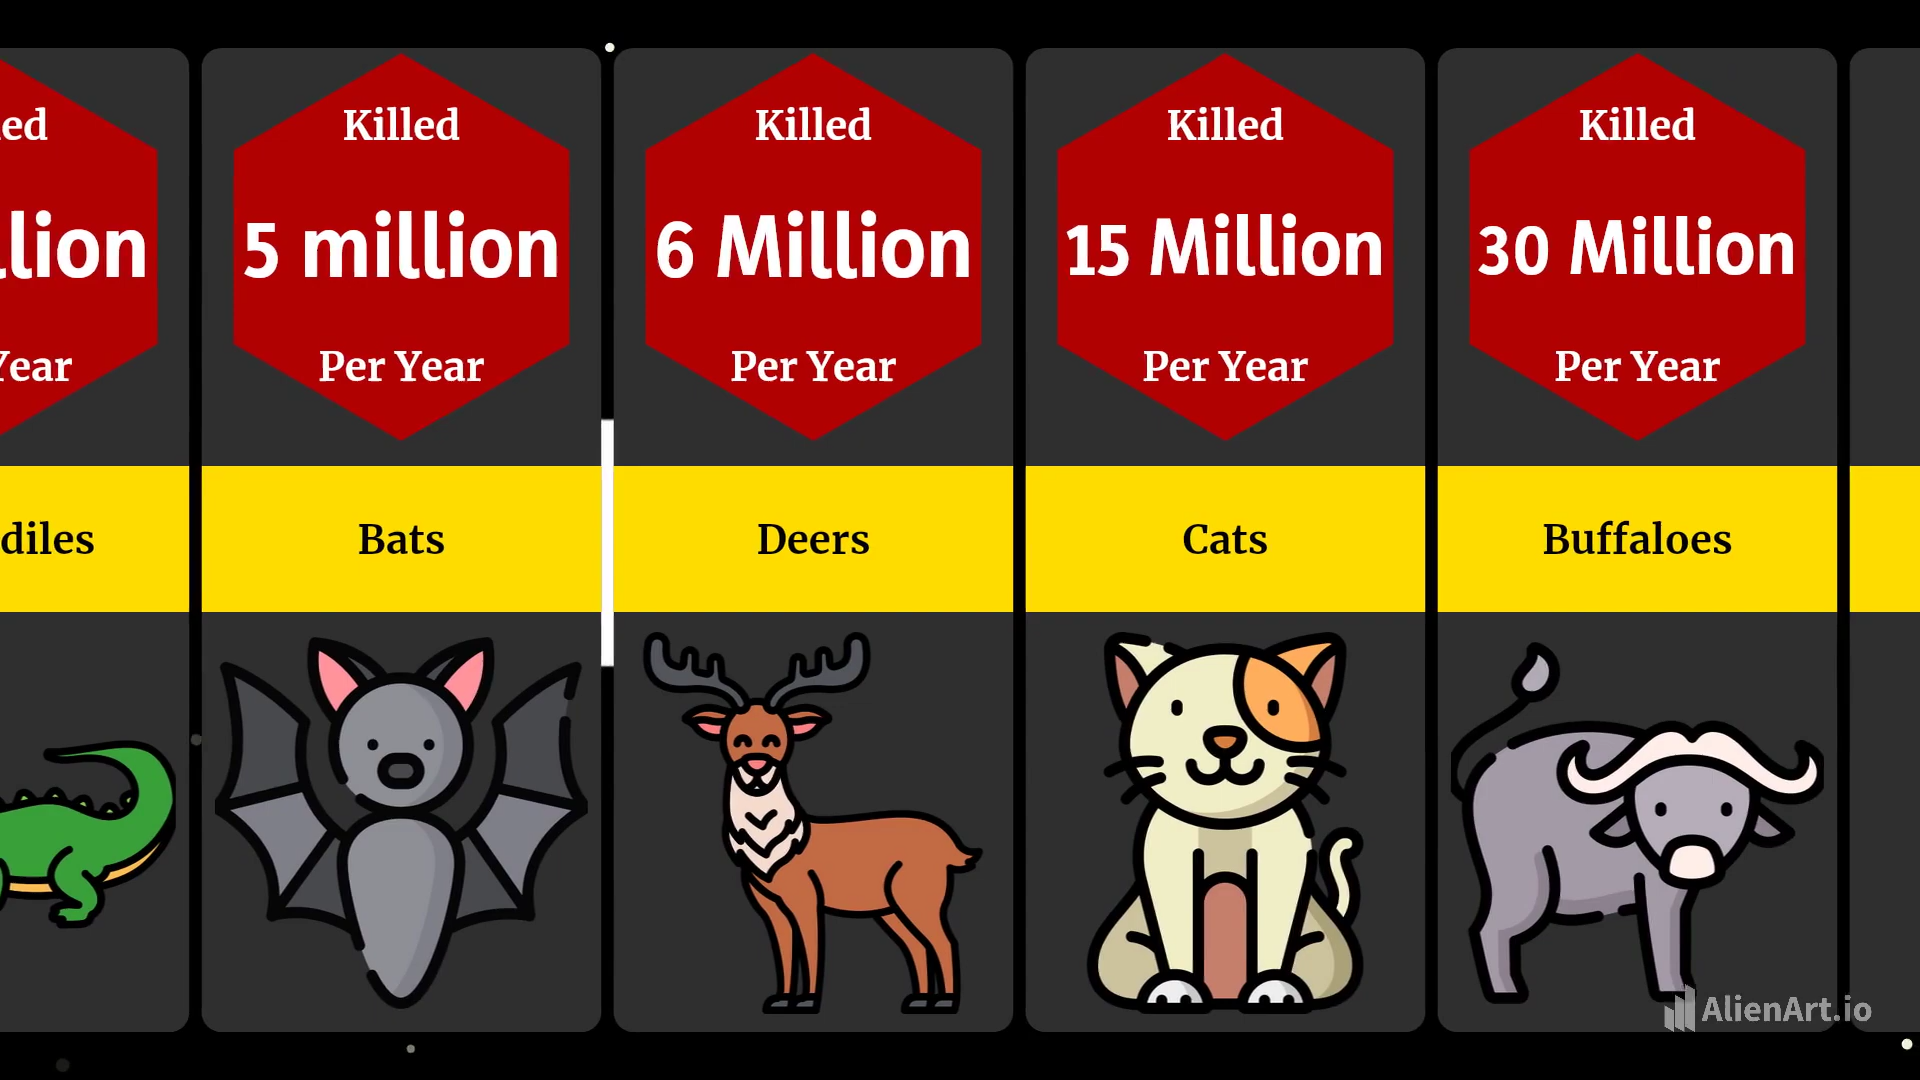 ed
llion
Year
diles
Killed
5 million
Per Year
Bats
Killed
6 Million
Per Year
Deers
Killed
15 Million
Per Year
Cats
Killed
30 Million
Per Year
Buffaloes
AlienArt.io